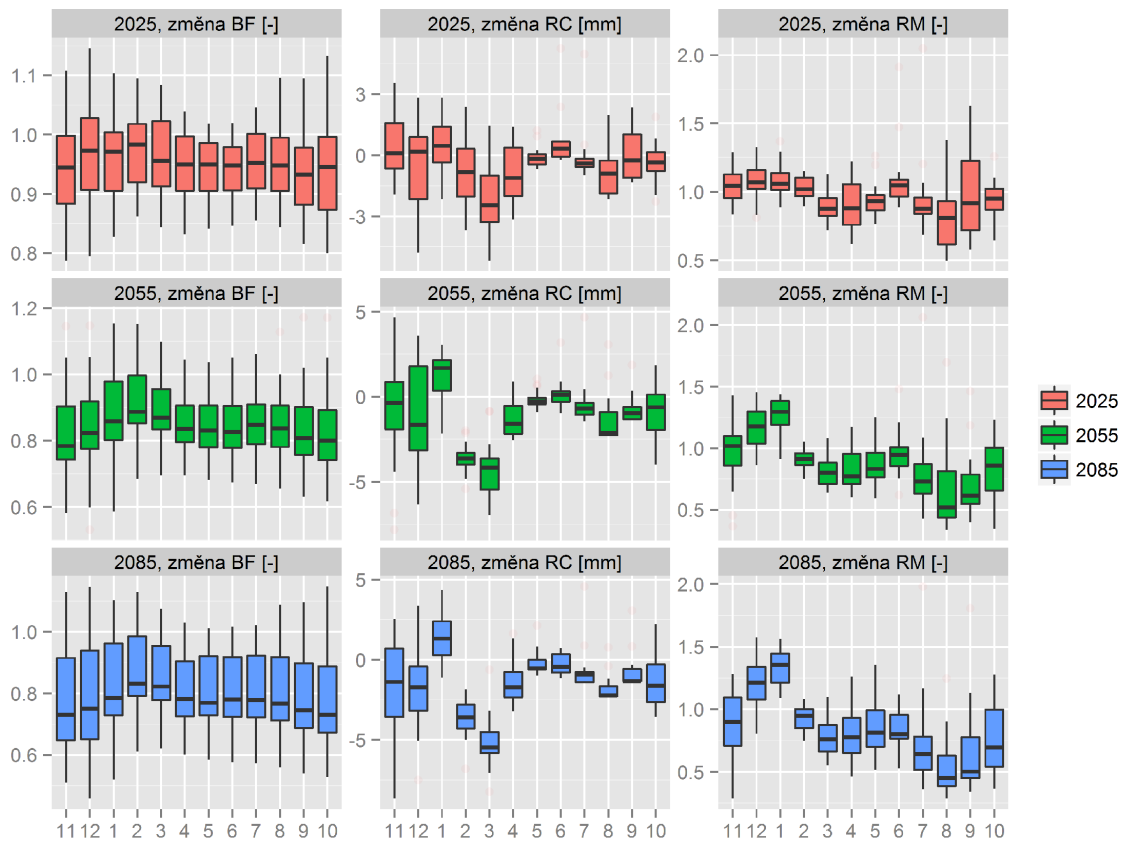 2025, změna BF [-]
2025, změna RC [mm]
2025, změna RM [-]
1.1
1.0
0.9
0.8
3
0
-3
2.0
1.5
1.0
0.5
2055, změna BF [-]
2055, změna RC [mm]
2055, změna RM [-]
1.2
1.0
0.8
0.6
5
0
-5
2.0
1.5
1.0
0.5
2025
2055
2085
2085, změna BF [-]
2085, změna RC [mm]
2085, změna RM [-]
1.0
0.8
0.6
5
0
-5
2.0
1.5
1.0
0.5
11 12 1 2 3 4 5 6 7 8 9 10
11 12 1 2 3 4 5 6 7 8 9 10
11 12 1 2 3 4 5 6 7 8 9 10